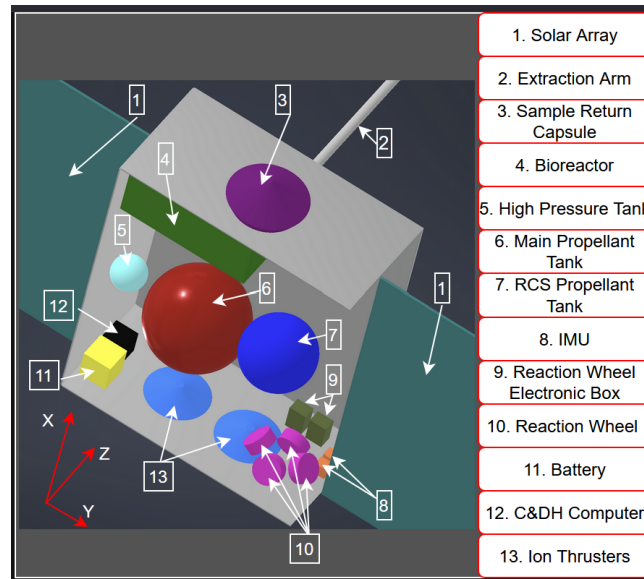 1. Solar Array
2. Extraction Arm
3. Sample Return
Capsule
4. Bioreactor
5. High Pressure Tank
6. Main Propellant
Tank
7. RCS Propellant
Tank
8. IMU
9. Reaction Wheel
Electronic Box
10. Reaction Wheel
11. Battery
12. C&DH Computer
13. Ion Thrusters
1
3
2
4
5
6
1
12
7
9
11
X
Z
Y
13
8
10